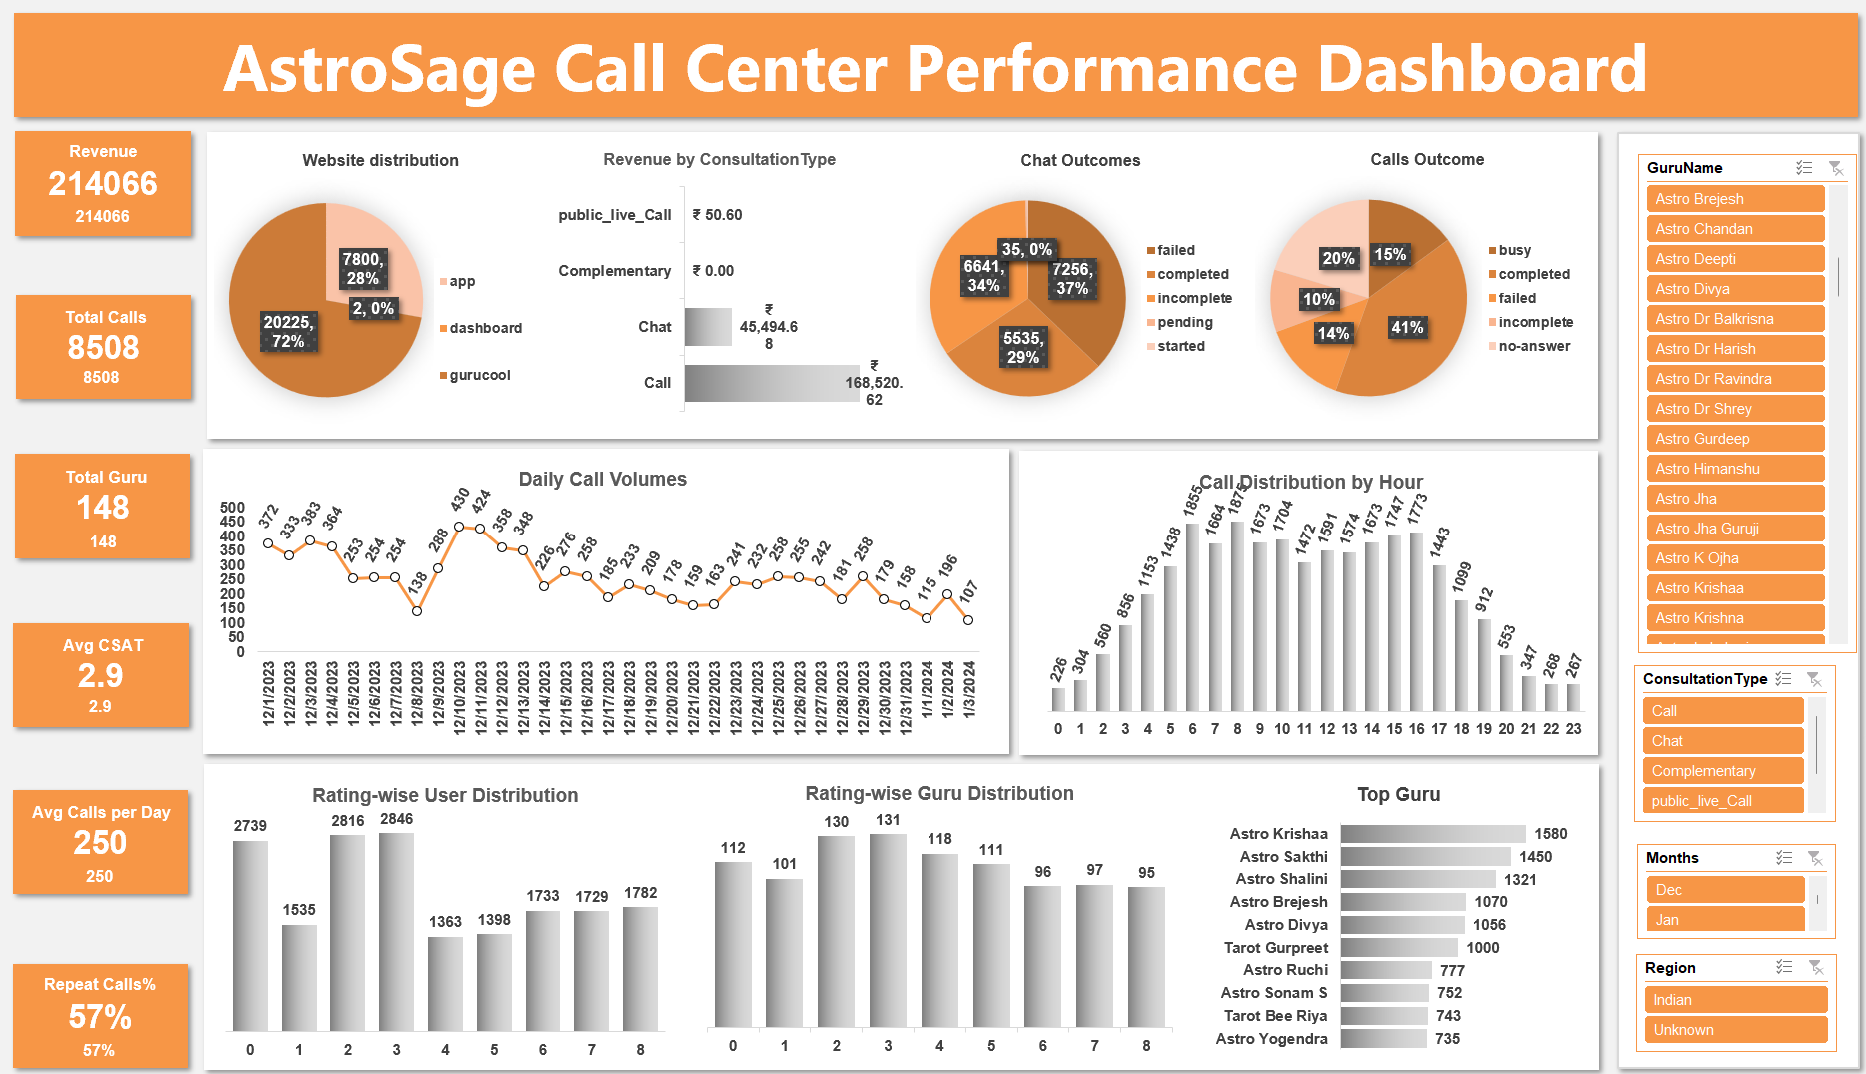 AstroSage Call Center Performance Dashboard
Revenue
214066
214066
Total Calls
8508
8508
Total Guru
148
148
Avg CSAT
2.9
2.9
Avg Calls per Day
250
250
Repeat Calls%
57%
57%
Website distribution
7800,
28%
2, 0%
20225,
72%
app
dashboard
gurucool
Revenue by ConsultationType
public_live_Call
₹ 50.60
Complementary
₹ 0.00
Chat
₹
45,494.6
8
Call
₹
168,520.
62
Chat Outcomes
35, 0%
6641,
34%
7256,
37%
5535,
29%
failed
completed
incomplete
pending
started
Calls Outcome
20%
15%
10%
14%
41%
busy
completed
failed
incomplete
no-answer
Daily Call Volumes
500
450
400
350
300
250
200
150
100
50
0
372
333
383
364
253
254
254
138
288
430
424
358
348
226
276
258
185
233
209
178
159
163
241
232
258
255
242
181
258
179
158
115
196
107
12/1/2023
12/2/2023
12/3/2023
12/4/2023
12/5/2023
12/6/2023
12/7/2023
12/8/2023
12/9/2023
12/10/2023
12/11/2023
12/12/2023
12/13/2023
12/14/2023
12/15/2023
12/16/2023
12/17/2023
12/18/2023
12/19/2023
12/20/2023
12/21/2023
12/22/2023
12/23/2023
12/24/2023
12/25/2023
12/26/2023
12/27/2023
12/28/2023
12/29/2023
12/30/2023
12/31/2023
1/1/2024
1/2/2024
1/3/2024
Call Distribution by Hour
226
304
560
856
1153
1438
1855
1664
1875
1673
1704
1472
1591
1574
1673
1747
1773
1443
1099
912
553
347
268
267
0 1 2 3 4 5 6 7 8 9 10 11 12 13 14 15 16 17 18 19 20 21 22 23
Rating-wise User Distribution
2739
1535
2816
2846
1363
1398
1733
1729
1782
0 1 2 3 4 5 6 7 8
Rating-wise Guru Distribution
112
101
130
131
118
111
96
97
95
0 1 2 3 4 5 6 7 8
Top Guru
Astro Krishaa 1580
Astro Sakthi 1450
Astro Shalini 1321
Astro Brejesh 1070
Astro Divya 1056
Tarot Gurpreet 1000
Astro Ruchi 777
Astro Sonam S 752
Tarot Bee Riya 743
Astro Yogendra 735
GuruName
Astro Brejesh
Astro Chandan
Astro Deepti
Astro Divya
Astro Dr Balkrisna
Astro Dr Harish
Astro Dr Ravindra
Astro Dr Shrey
Astro Gurdeep
Astro Himanshu
Astro Jha
Astro Jha Guruji
Astro K Ojha
Astro Krishaa
Astro Krishna
ConsultationType
Call
Chat
Complementary
public_live_Call
Months
Dec
Jan
Region
Indian
Unknown